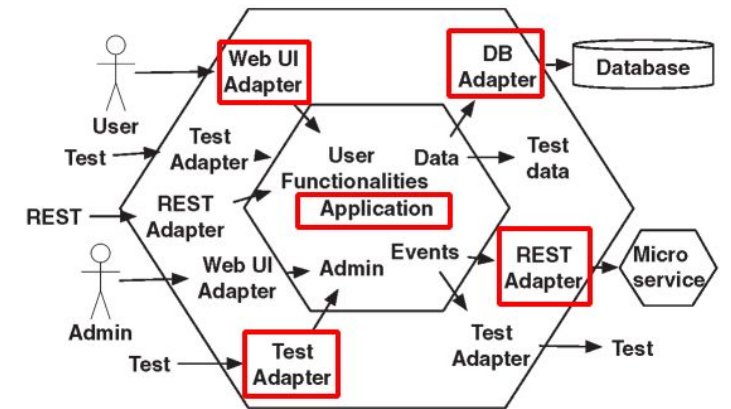 Web UI
Adapter
DB
Adapter
Database
User
Test
Test
Adapter
User
Functionalities
Application
Data
Test
data
REST
REST
Adapter
Events
REST
Adapter
Micro
service
Admin
Web UI
Adapter
Admin
Test
Test
Adapter
Test
Adapter
Test